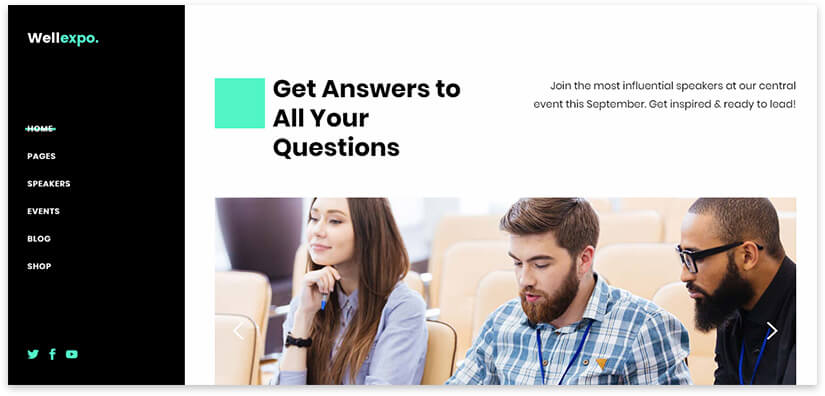 Wellexpo.
HOME
PAGES
SPEAKERS
EVENTS
BLOG
SHOP
Get Answers to
All Your
Questions
Join the most influential speakers at our central
event this September. Get inspired & ready to lead!